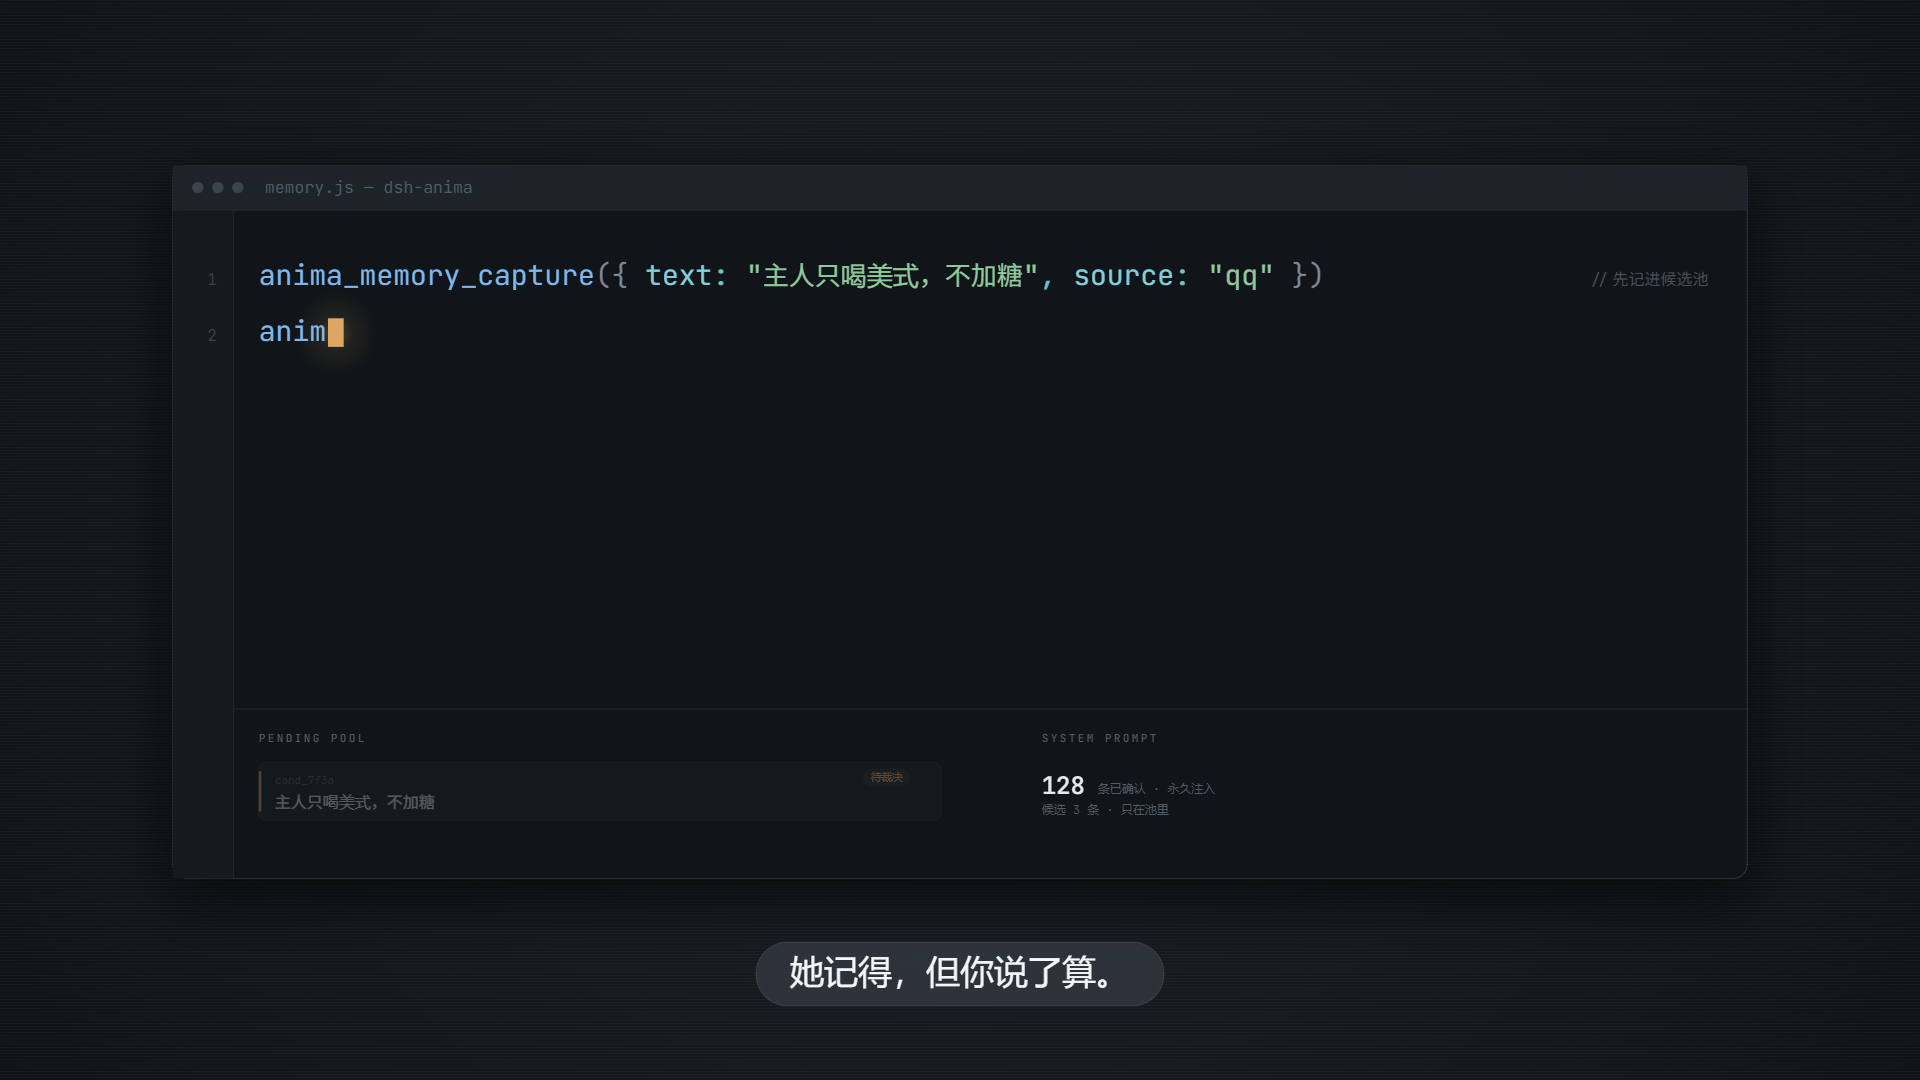 memory.js — dsh-anima
1 anima_memory_capture({ text: "主人只喝美式，不加糖", source: "qq" }) // 先记进候选池
2 anim
PENDING POOL
cand_7f3a 待裁决
主人只喝美式，不加糖
SYSTEM PROMPT
128 条已确认 · 永久注入
候选 3 条 · 只在池里
她记得，但你说了算。